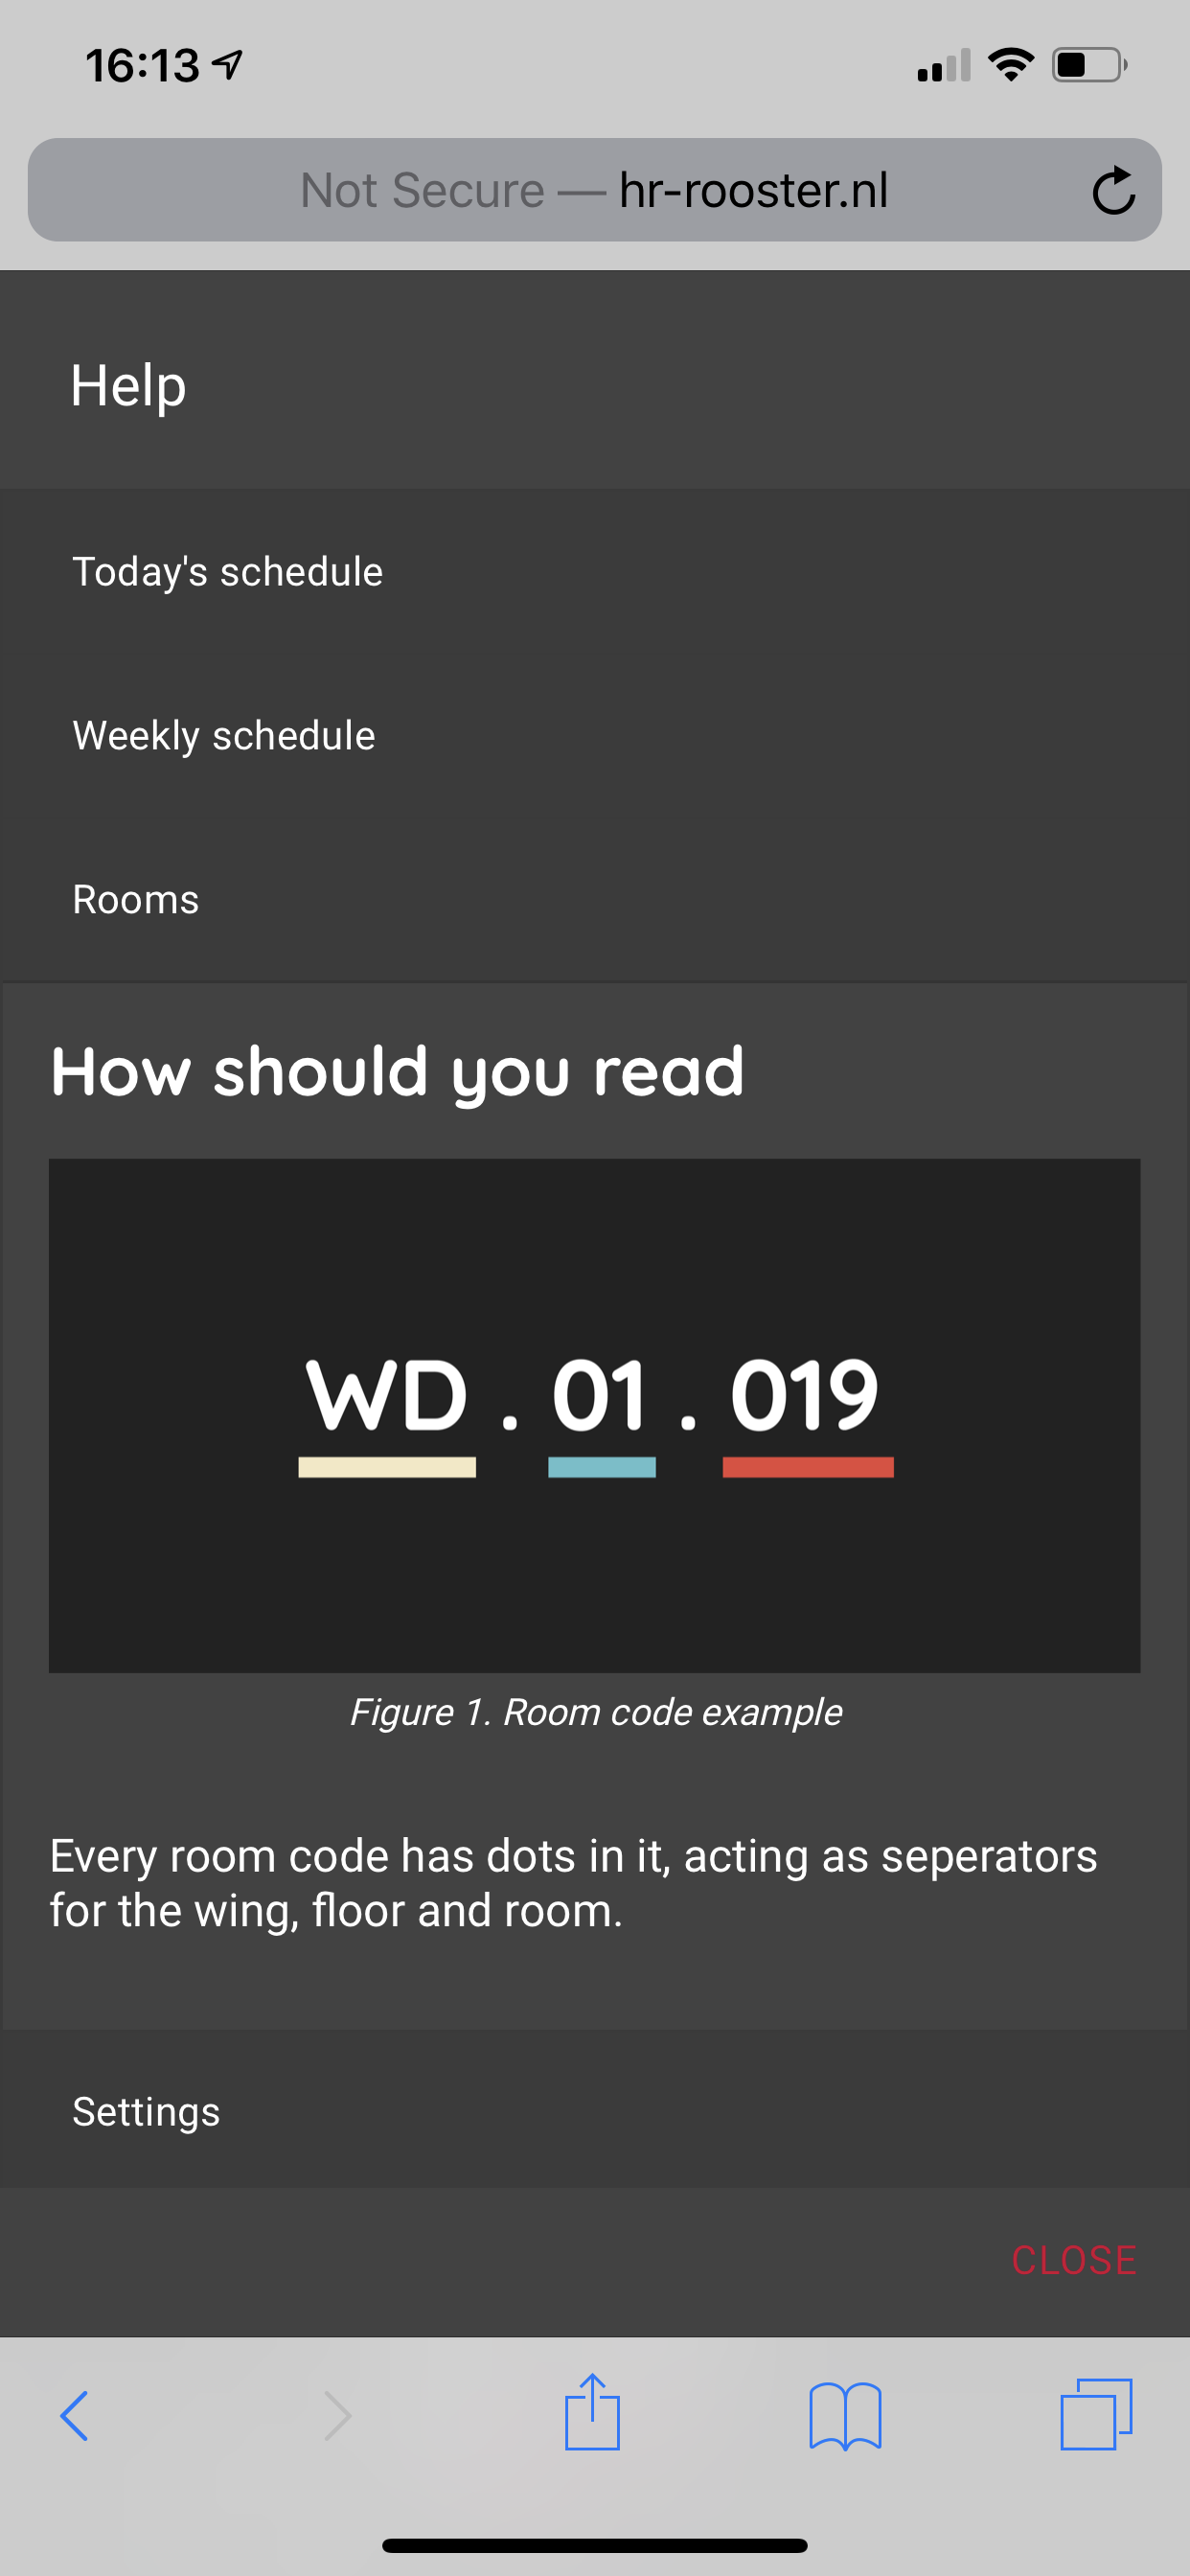 16:13
Not Secure — hr-rooster.nl
Help
Today's schedule
Weekly schedule
Rooms
How should you read
WD . 01 . 019
Figure 1. Room code example
Every room code has dots in it, acting as seperators
for the wing, floor and room.
Settings
CLOSE